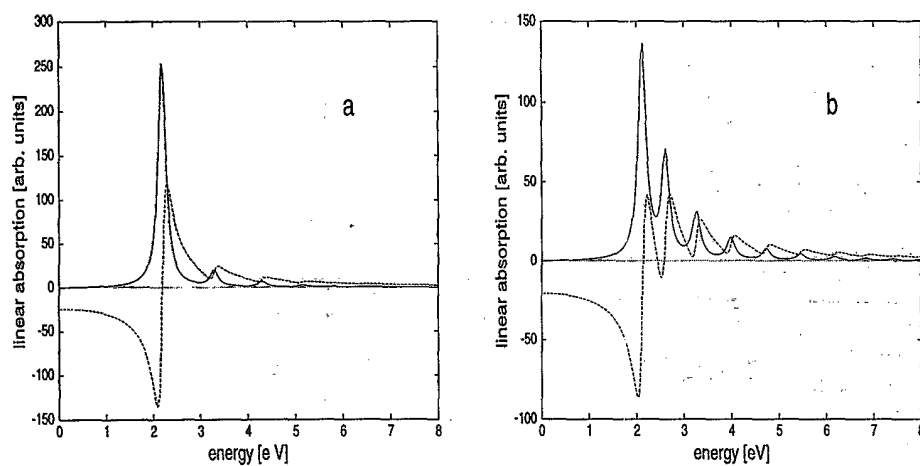 300
250
200
150
100
50
0
-50
-100
-150
linear absorption [arb. units]
a
0 1 2 3 4 5 6 7 8
energy [e V]
150
100
50
0
-50
-100
linear absorption [arb. units]
b
0 1 2 3 4 5 6 7 8
energy [eV]